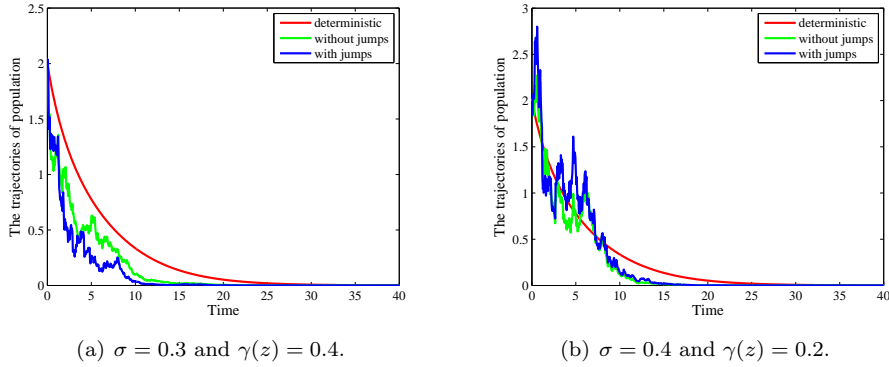 2.5
2
1.5
1
0.5
0
The trajectories of population
0 5 10 15 20 25 30 35 40
Time
deterministic
without jumps
with jumps
(a) σ = 0.3 and γ(z) = 0.4.
3
2.5
2
1.5
1
0.5
0
The trajectories of population
0 5 10 15 20 25 30 35 40
Time
deterministic
without jumps
with jumps
(b) σ = 0.4 and γ(z) = 0.2.